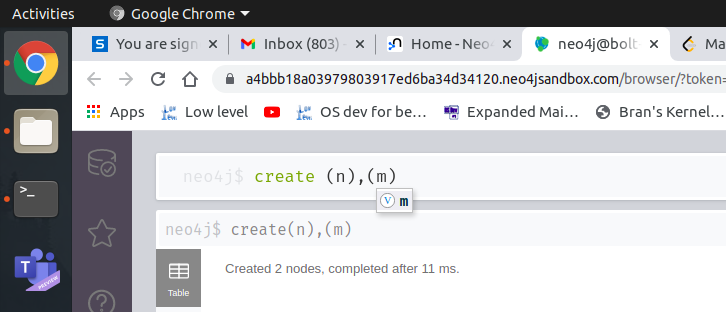 Activities Google Chrome ▾
You are sign Inbox (803) - Home - Neo neo4j@bolt Ma
a4bbb18a03979803917ed6ba34d34120.neo4jsandbox.com/browser/?token=
Apps Low level OS dev for be... Expanded Mai... Bran's Kernel...
neo4j$ create (n),(m)
V m
neo4j$ create(n),(m)
Created 2 nodes, completed after 11 ms.
Table
PREVIEW